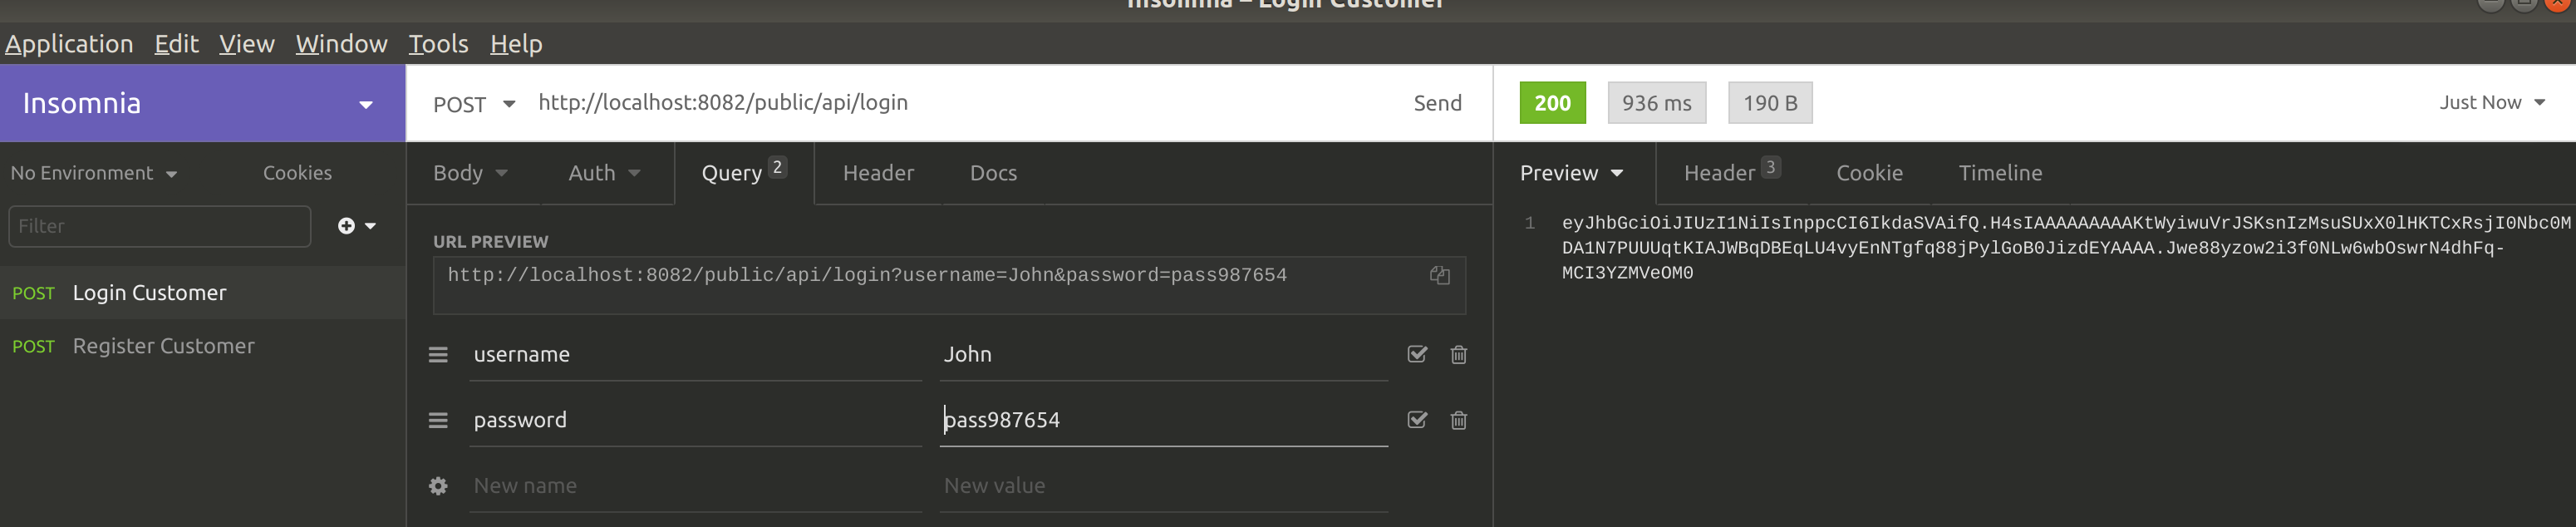 Insomnia – Login Customer
Application Edit View Window Tools Help
Insomnia
POST http://localhost:8082/public/api/login Send
200 936 ms 190 B Just Now
No Environment Cookies
Body Auth Query 2 Header Docs
Preview Header 3 Cookie Timeline
Filter
URL PREVIEW
http://localhost:8082/public/api/login?username=John&password=pass987654
POST Login Customer
POST Register Customer
username John
password pass987654
New name New value
1 eyJhbGciOiJIUzI1NiIsInppcCI6IkdaSVAifQ.H4sIAAAAAAAAAKtWyiwuVrJSKsnIzMsuSUxX0lHKTCxRsjI0Nbc0M
DA1N7PUUUqtKIAJWBqDBEqLU4vyEnNTgfq88jPylGoB0JizdEYAAAA.Jwe88yzow2i3f0NLw6wbOswrN4dhFq-
MCI3YZMVeOM0